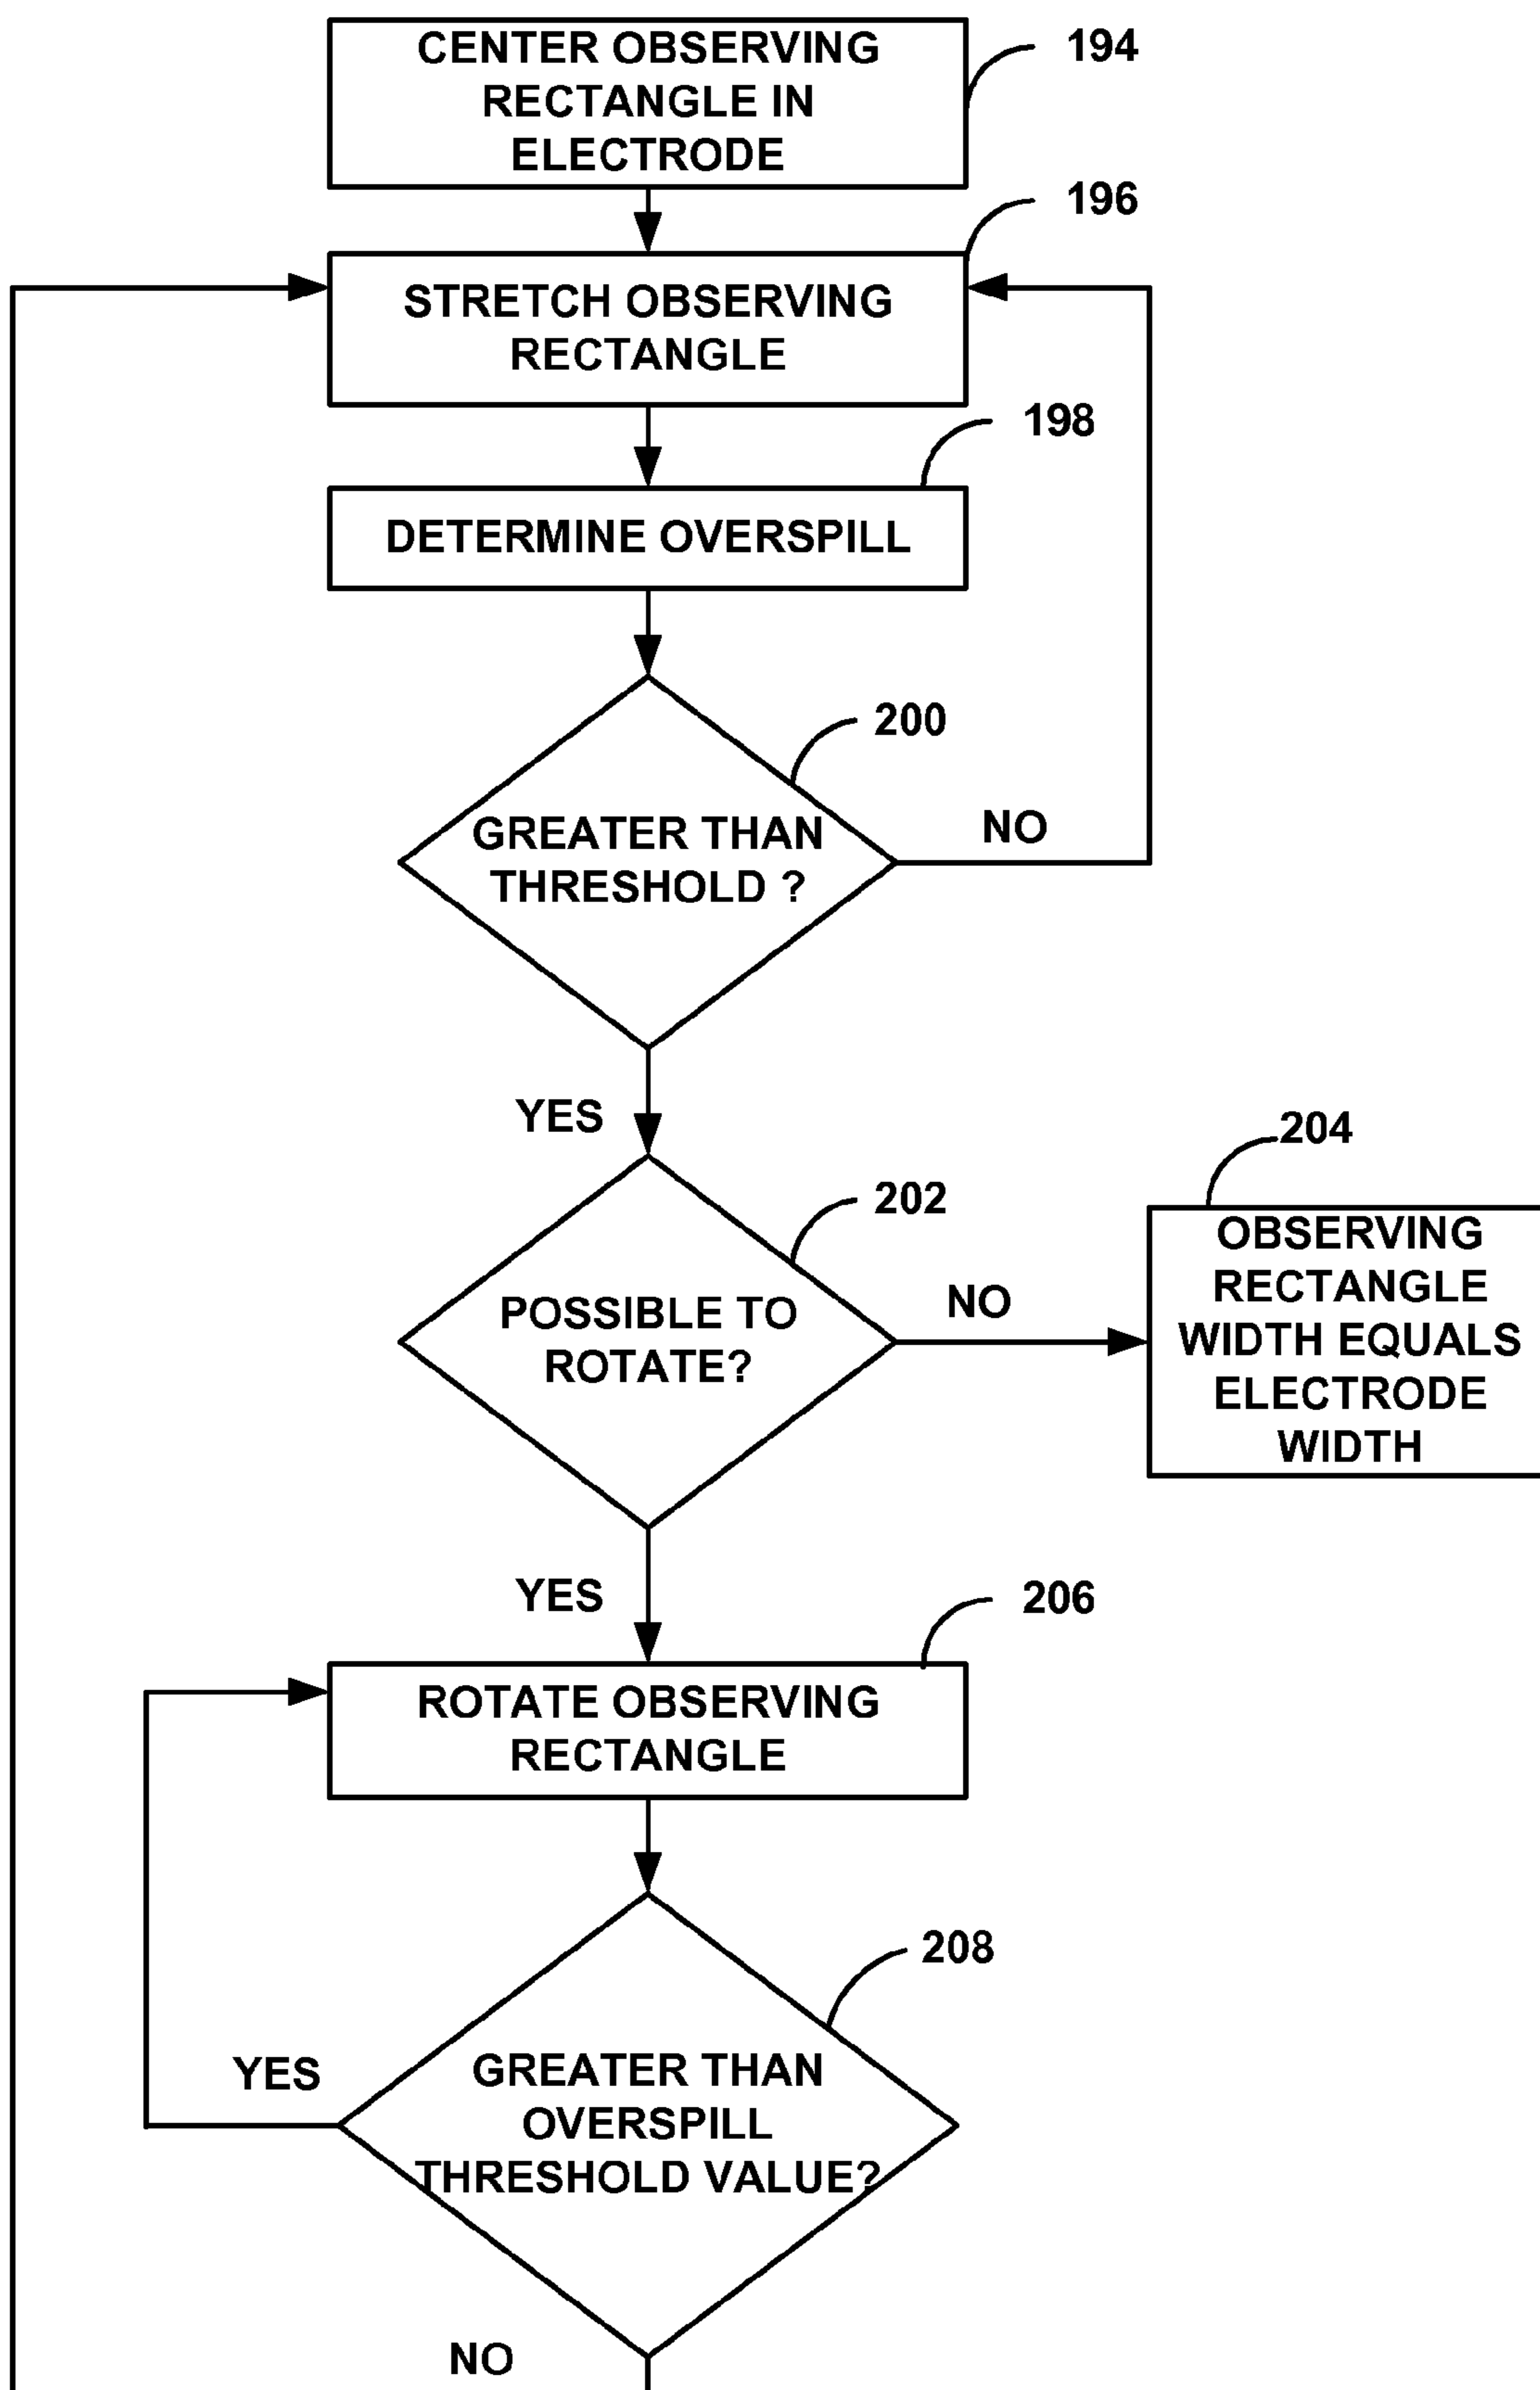 CENTER OBSERVING
RECTANGLE IN
ELECTRODE
194
196
STRETCH OBSERVING
RECTANGLE
198
DETERMINE OVERSPILL
200
GREATER THAN
THRESHOLD ?
NO
YES
202
204
POSSIBLE TO
ROTATE?
NO
OBSERVING
RECTANGLE
WIDTH EQUALS
ELECTRODE
WIDTH
YES
206
ROTATE OBSERVING
RECTANGLE
208
YES
GREATER THAN
OVERSPILL
THRESHOLD VALUE?
NO